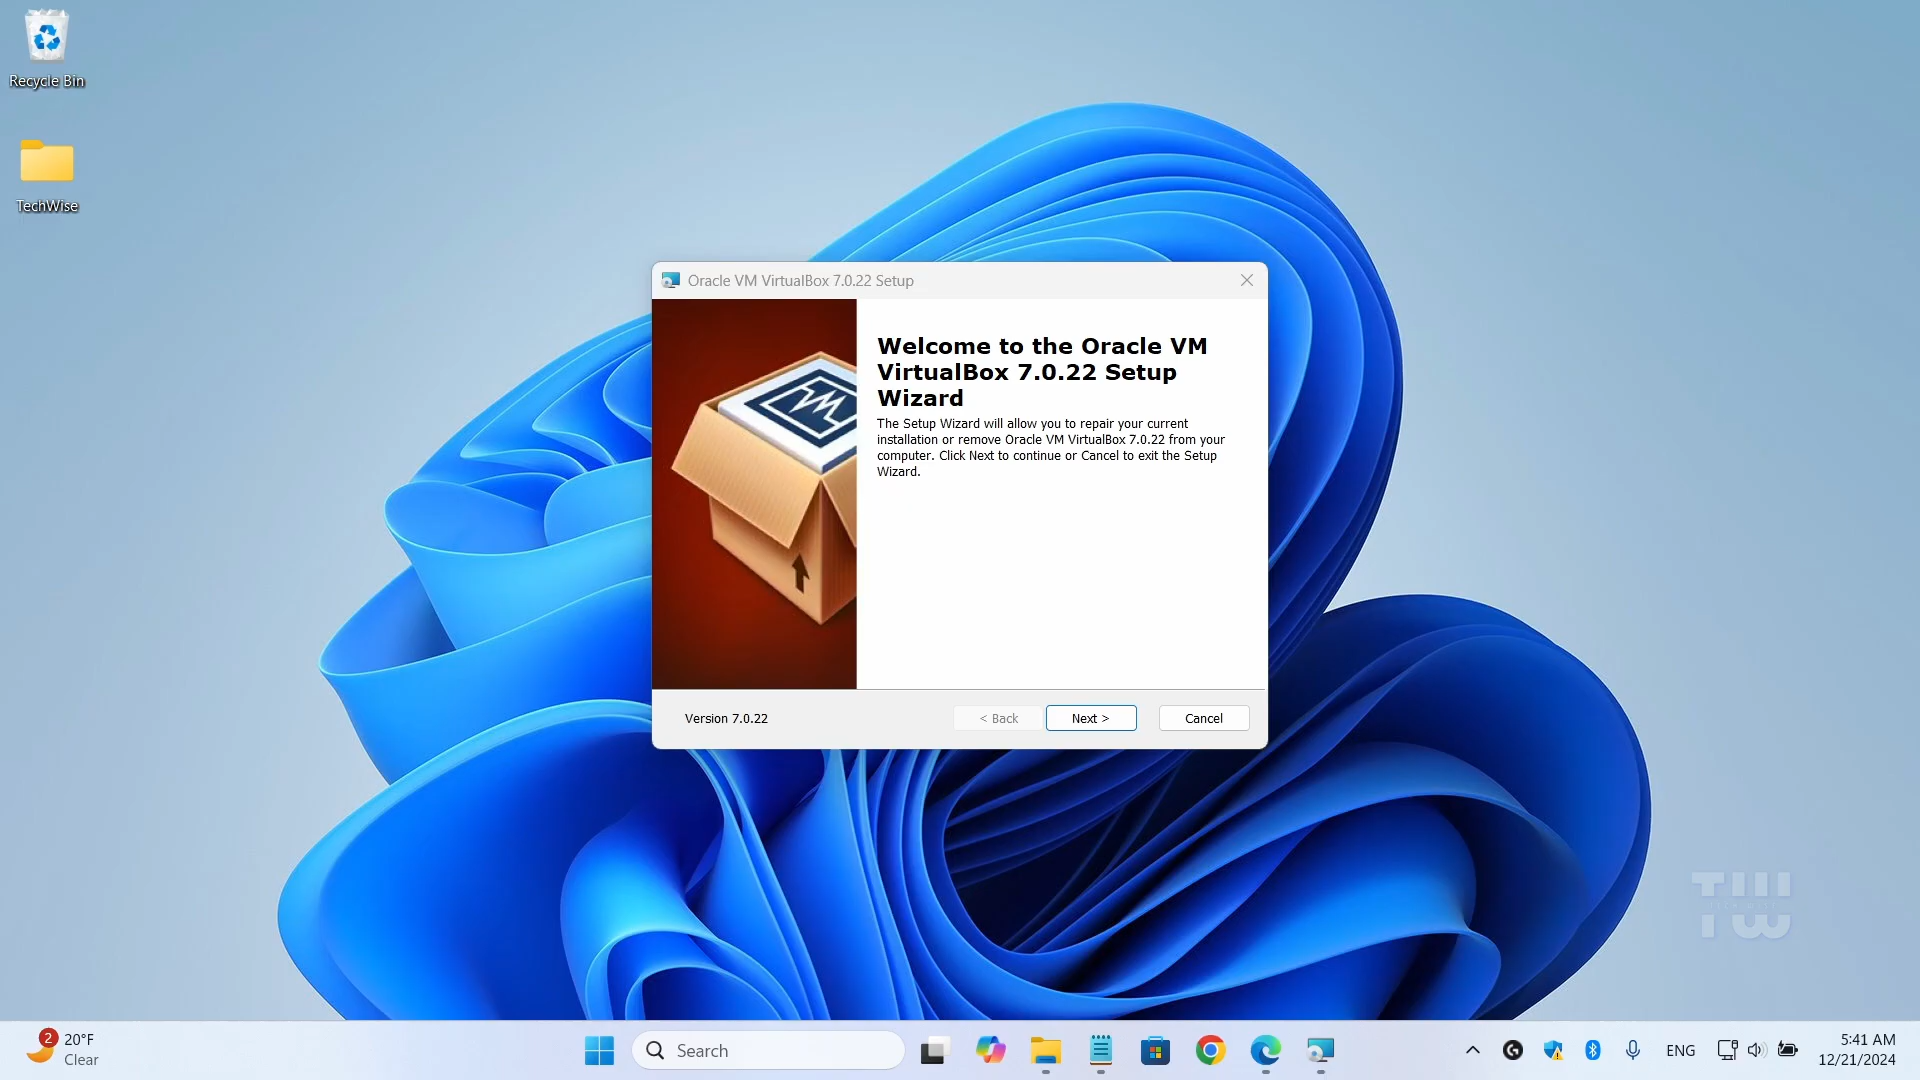 Recycle Bin
TechWise
Oracle VM VirtualBox 7.0.22 Setup
Welcome to the Oracle VM
VirtualBox 7.0.22 Setup
Wizard
The Setup Wizard will allow you to repair your current
installation or remove Oracle VM VirtualBox 7.0.22 from your
computer. Click Next to continue or Cancel to exit the Setup
Wizard.
Version 7.0.22
< Back
Next >
Cancel
TW
2
20°F
Clear
Search
ENG
5:41 AM
12/21/2024